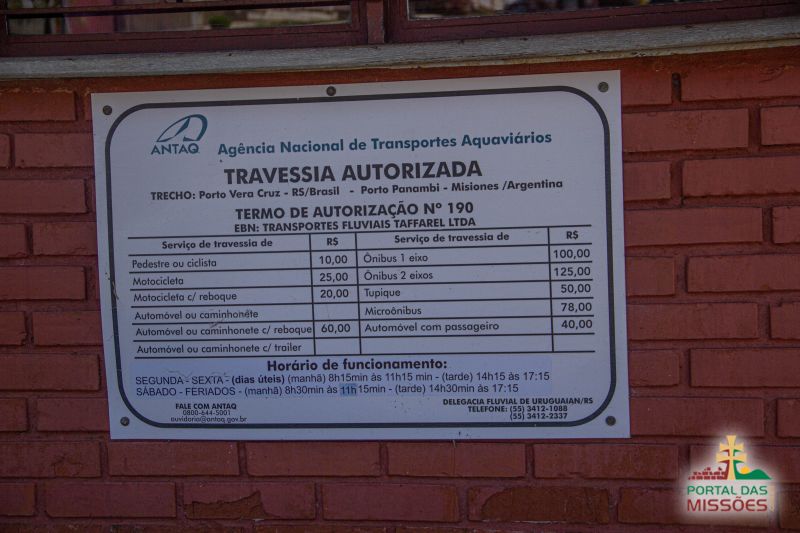 ANTAQ Agência Nacional de Transportes Aquaviários
TRAVESSIA AUTORIZADA
TRECHO: Porto Vera Cruz - RS/Brasil - Porto Panambi - Misiones /Argentina
TERMO DE AUTORIZAÇÃO Nº 190
EBN: TRANSPORTES FLUVIAIS TAFFAREL LTDA
Serviço de travessia de R$ Serviço de travessia de R$
Pedestre ou ciclista 10,00 Ônibus 1 eixo 100,00
Motocicleta 25,00 Ônibus 2 eixos 125,00
Motocicleta c/ reboque 20,00 Tupique 50,00
Automóvel ou caminhonete Microônibus 78,00
Automóvel ou caminhonete c/ reboque 60,00 Automóvel com passageiro 40,00
Automóvel ou caminhonete c/ trailer
Horário de funcionamento:
SEGUNDA - SEXTA - (dias úteis) (manhã) 8h15min às 11h15 min - (tarde) 14h15 às 17:15
SÁBADO - FERIADOS - (manhã) 8h30min às 11h15min - (tarde) 14h30min às 17:15
FALE COM ANTAQ
0800-644-5001
ouvidoria@antaq.gov.br
DELEGACIA FLUVIAL DE URUGUAIAN/RS
TELEFONE: (55) 3412-1088
(55) 3412-2337
PORTAL DAS
MISSÕES